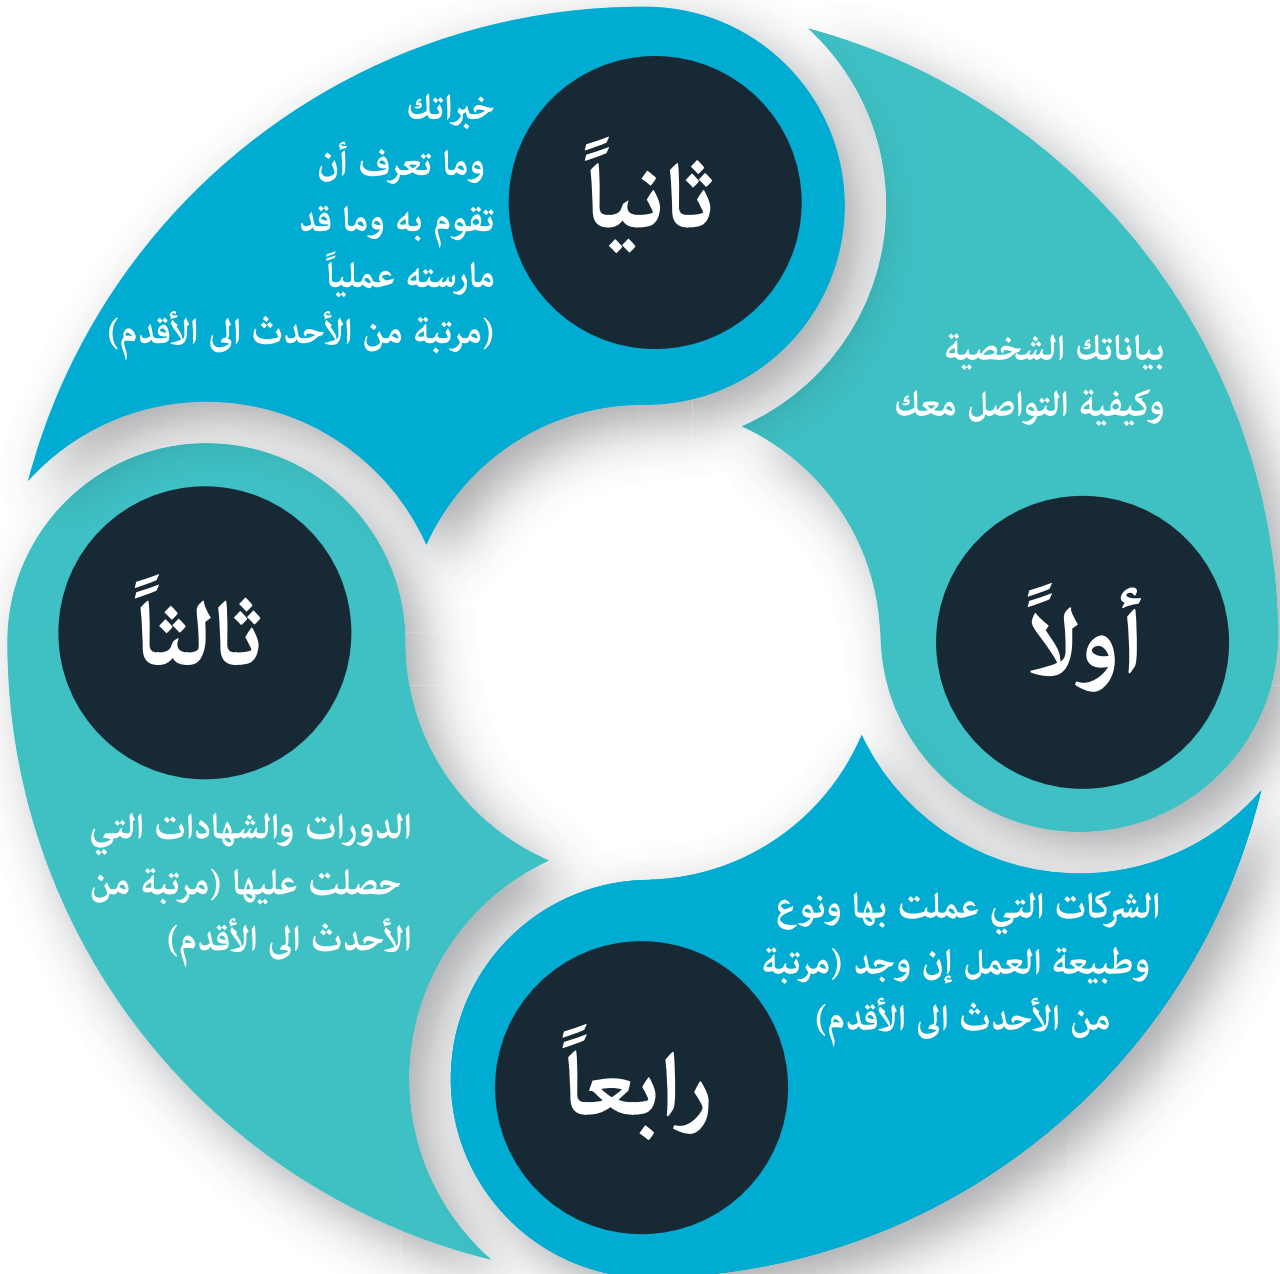 أولاً
بياناتك الشخصية
وكيفية التواصل معك
ثانياً
خبراتك
وما تعرف أن
تقوم به وما قد
مارسته عملياً
(مرتبة من الأحدث الى الأقدم)
ثالثاً
الدورات والشهادات التي
حصلت عليها (مرتبة من
الأحدث الى الأقدم)
رابعاً
الشركات التي عملت بها ونوع
وطبيعة العمل إن وجد (مرتبة
من الأحدث الى الأقدم)